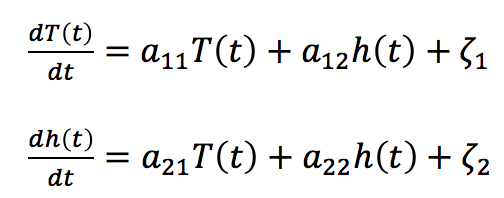 dT(t)/dt = a₁₁T(t) + a₁₂h(t) + ζ₁
dh(t)/dt = a₂₁T(t) + a₂₂h(t) + ζ₂